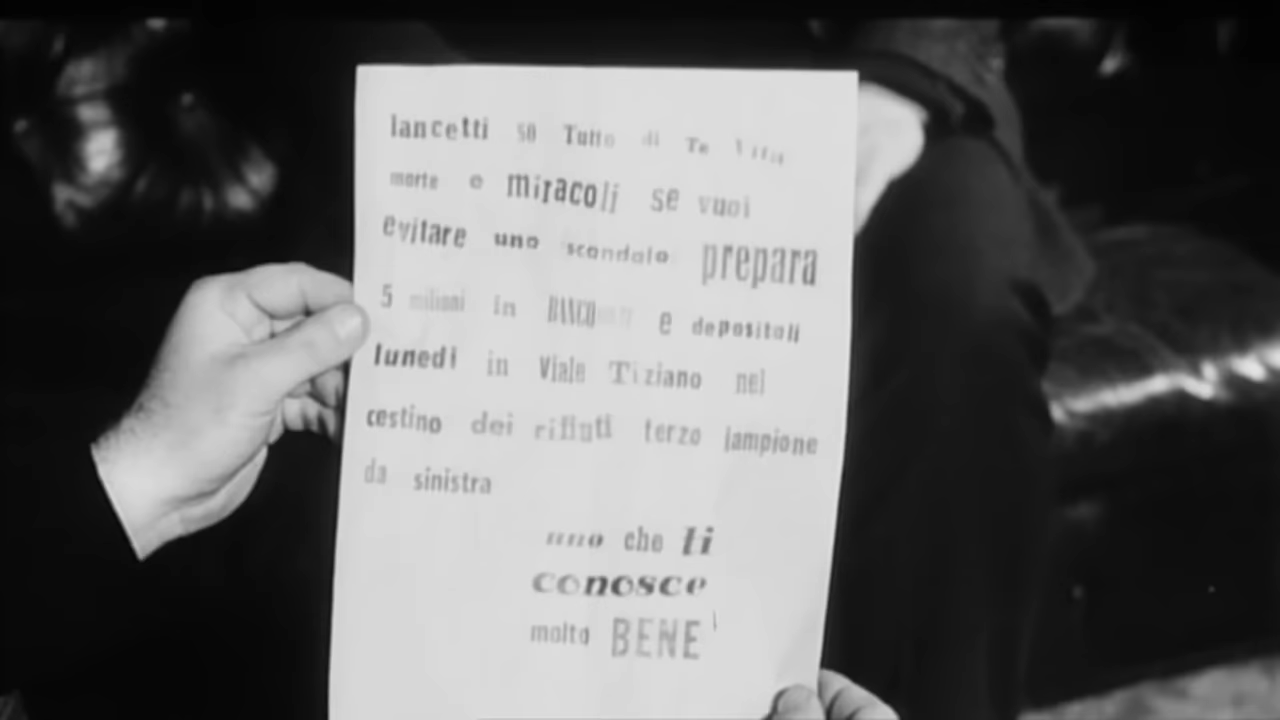 lancetti so Tutto di Te Vita
morte e miracoli se vuoi
evitare uno scandalo prepara
5 milioni in BANCONOTE e depositali
lunedi in Viale Tiziano nel
cestino dei rifiuti terzo lampione
da sinistra
uno che ti
conosce
molto BENE